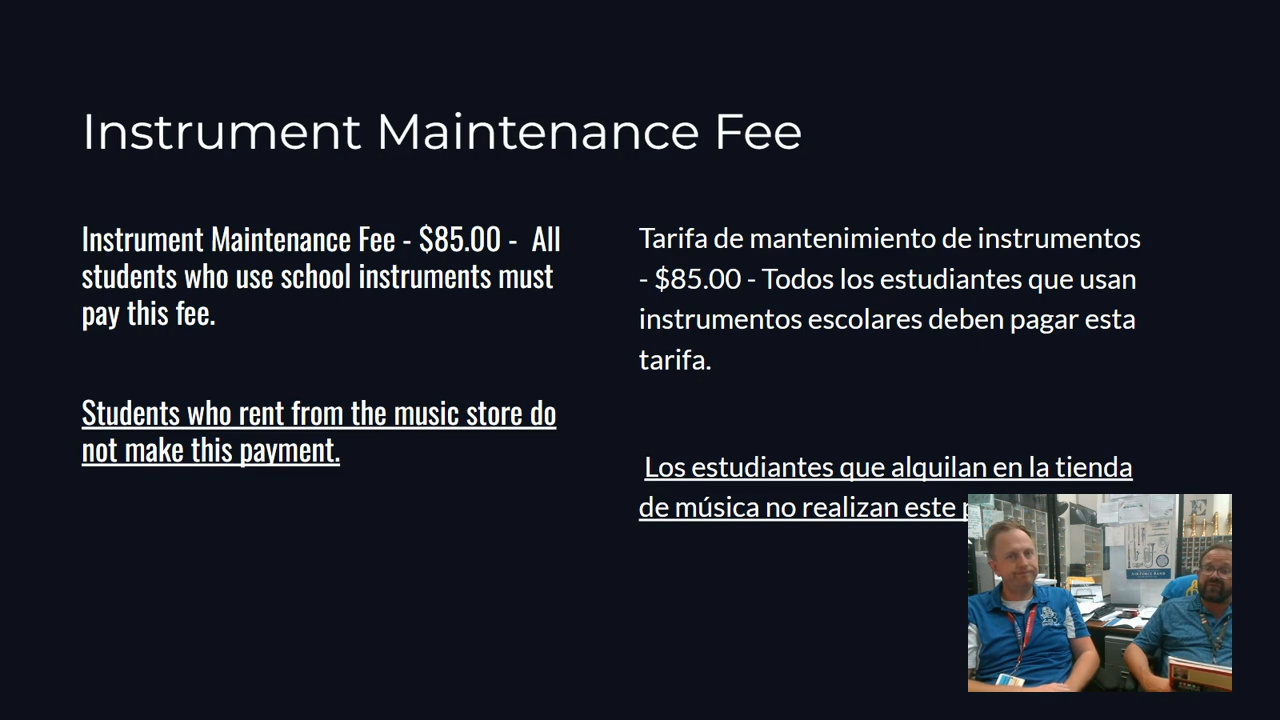 Instrument Maintenance Fee
Instrument Maintenance Fee - $85.00 - All
students who use school instruments must
pay this fee.
Students who rent from the music store do
not make this payment.
Tarifa de mantenimiento de instrumentos
- $85.00 - Todos los estudiantes que usan
instrumentos escolares deben pagar esta
tarifa.
Los estudiantes que alquilan en la tienda
de música no realizan este